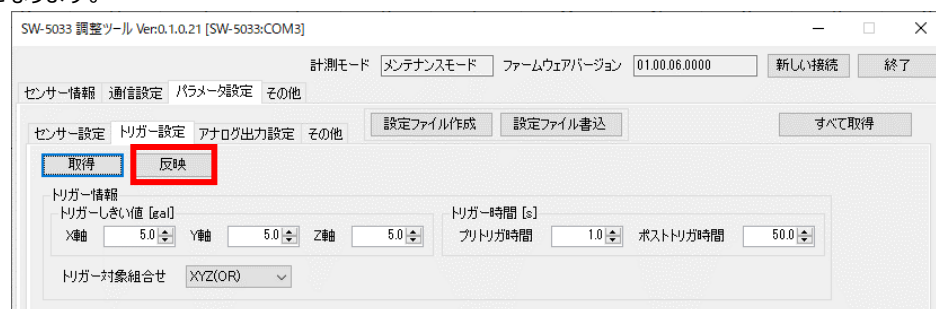 なります。
SW-5033 調整ツール Ver:0.1.0.21 [SW-5033:COM3]
計測モード メンテナンスモード ファームウェアバージョン 01.00.06.0000 新しい接続 終了
センサー情報 通信設定 パラメータ設定 その他
センサー設定 トリガー設定 アナログ出力設定 その他 設定ファイル作成 設定ファイル書込 すべて取得
取得 反映
トリガー情報
トリガーしきい値 [gal] トリガー時間 [s]
X軸 5.0 Y軸 5.0 Z軸 5.0 プリトリガ時間 1.0 ポストトリガ時間 50.0
トリガー対象組合せ XYZ(OR)